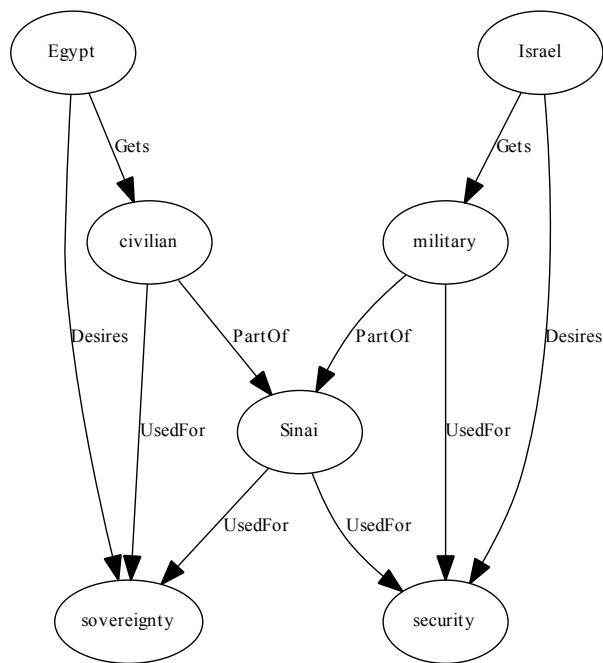 Egypt
Israel
Gets
Gets
civilian
military
Desires
PartOf
PartOf
Desires
UsedFor
Sinai
UsedFor
UsedFor
UsedFor
sovereignty
security